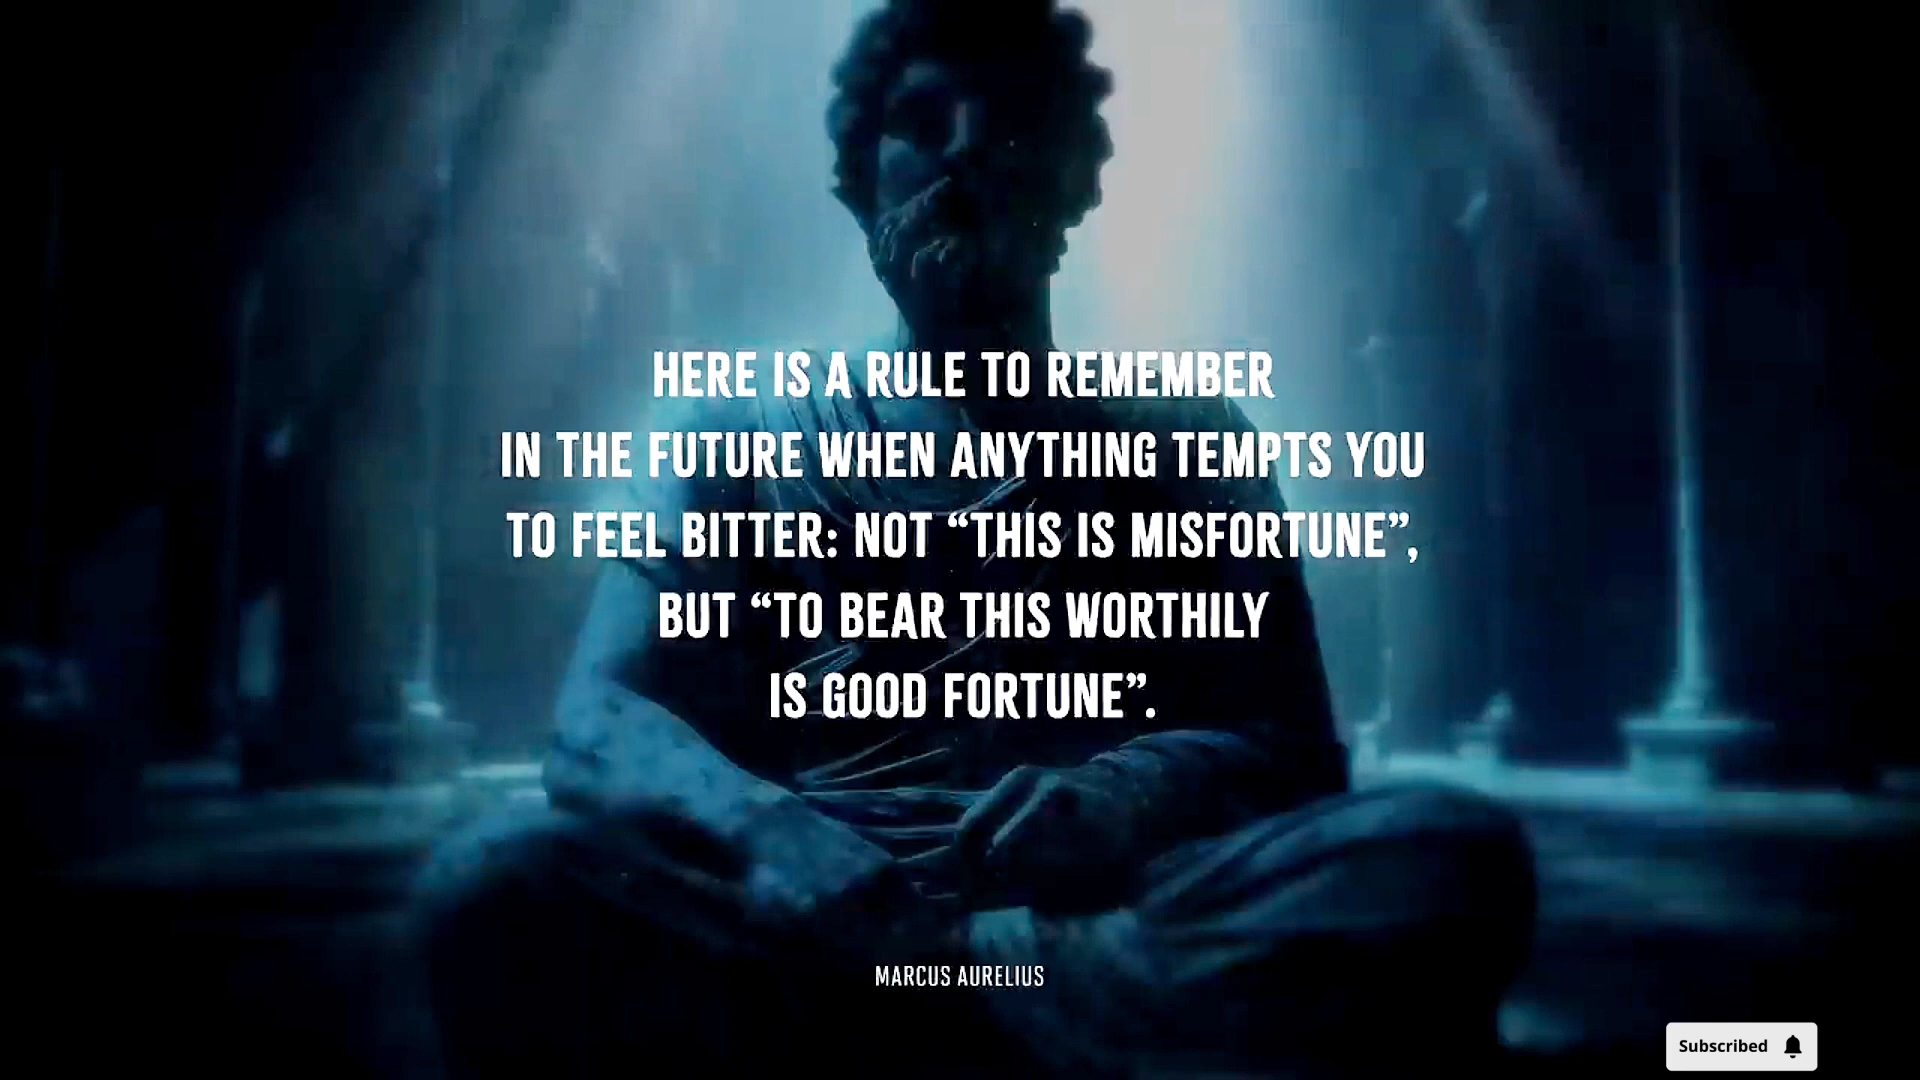 HERE IS A RULE TO REMEMBER
IN THE FUTURE WHEN ANYTHING TEMPTS YOU
TO FEEL BITTER: NOT “THIS IS MISFORTUNE”,
BUT “TO BEAR THIS WORTHILY
IS GOOD FORTUNE”.
MARCUS AURELIUS
Subscribed